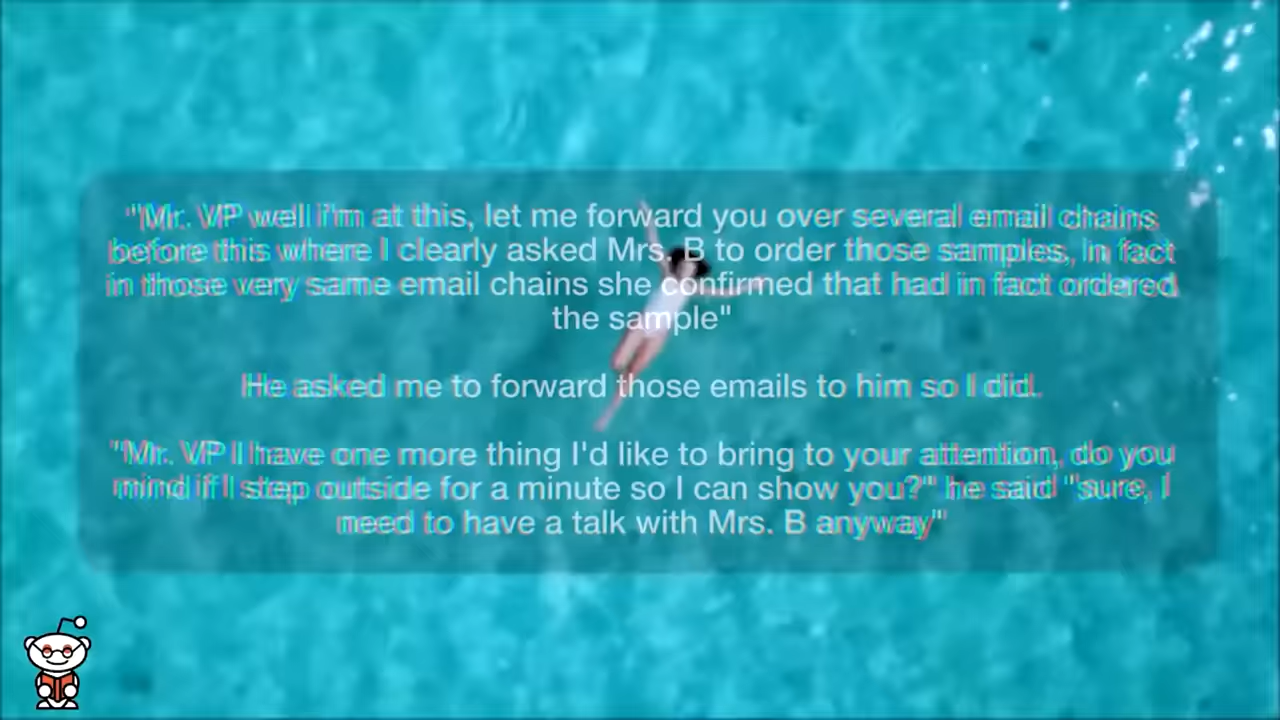 "Mr. VP well i'm at this, let me forward you over several email chains
before this where I clearly asked Mrs. B to order those samples, In fact
in those very same email chains she confirmed that had in fact ordered
the sample"
He asked me to forward those emails to him so I did.
"Mr. VP I have one more thing I'd like to bring to your attention, do you
mind if I step outside for a minute so I can show you?" he said "sure, I
need to have a talk with Mrs. B anyway"